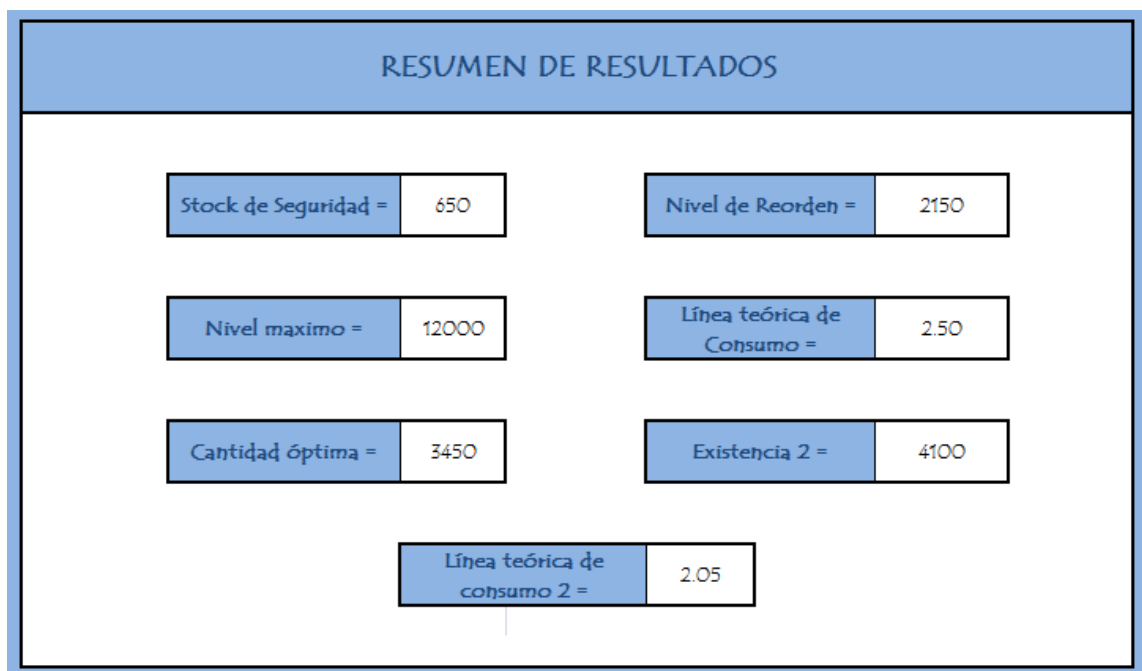 RESUMEN DE RESULTADOS
Stock de Seguridad = 650
Nivel de Reorden = 2150
Nivel maximo = 12000
Línea teórica de
Consumo = 2.50
Cantidad óptima = 3450
Existencia 2 = 4100
Línea teórica de
consumo 2 = 2.05